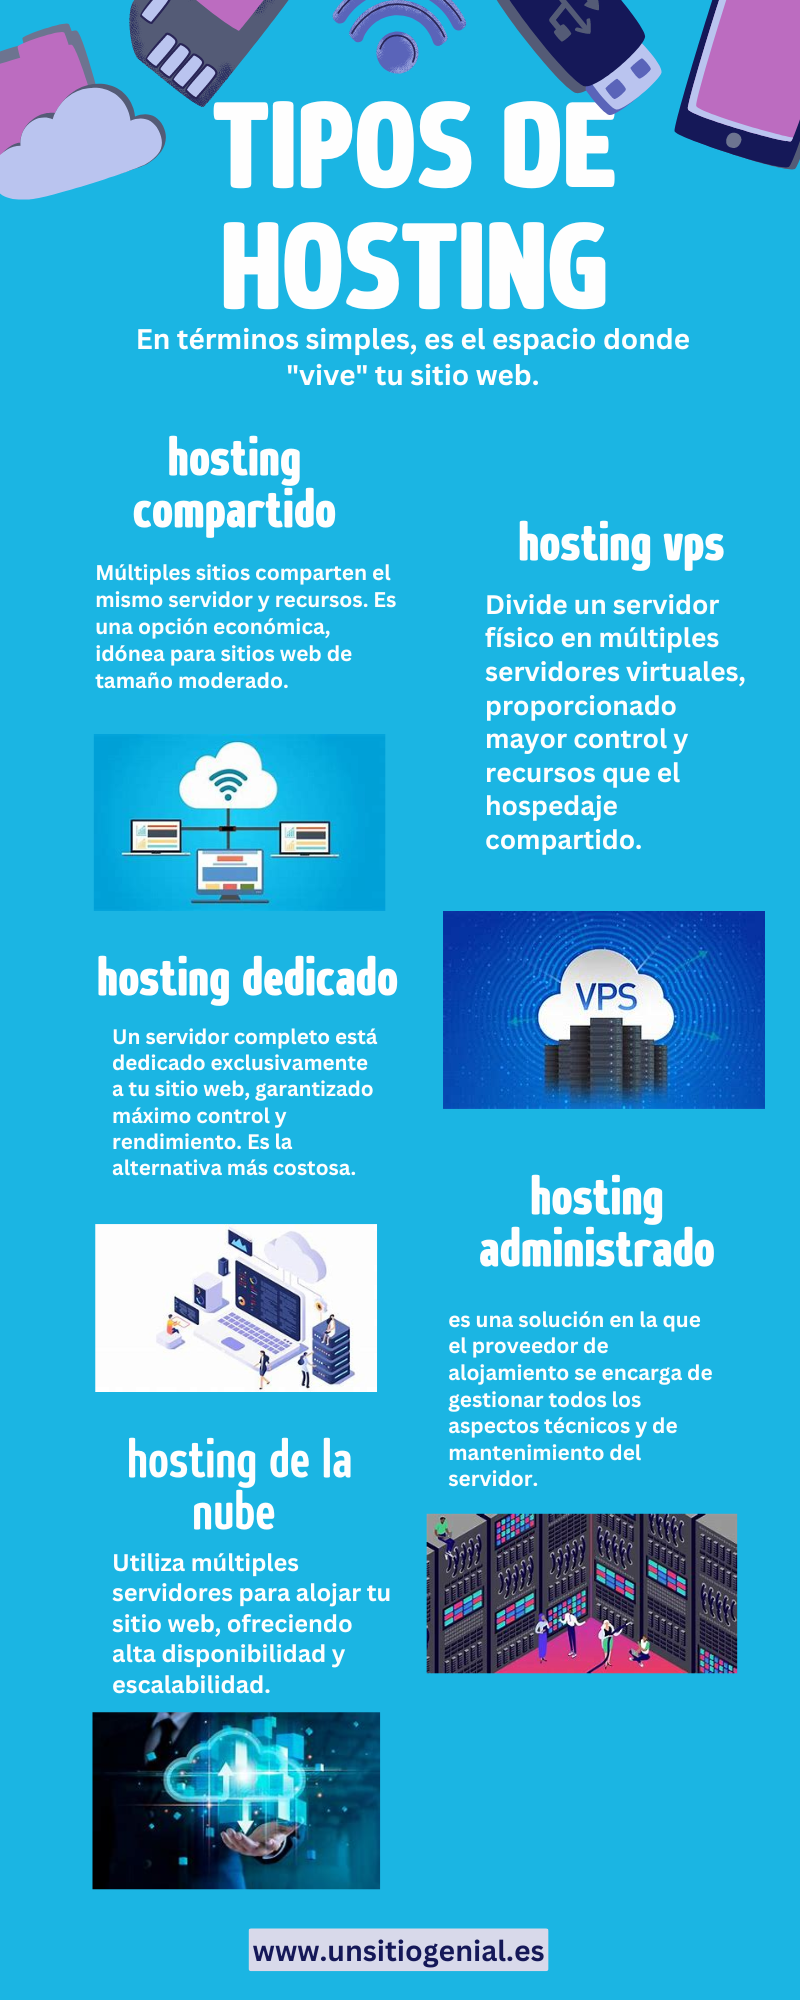 TIPOS DE
HOSTING
En términos simples, es el espacio donde
"vive" tu sitio web.
hosting
compartido
Múltiples sitios comparten el
mismo servidor y recursos. Es
una opción económica,
idónea para sitios web de
tamaño moderado.
hosting vps
Divide un servidor
físico en múltiples
servidores virtuales,
proporcionado
mayor control y
recursos que el
hospedaje
compartido.
VPS
hosting dedicado
Un servidor completo está
dedicado exclusivamente
a tu sitio web, garantizado
máximo control y
rendimiento. Es la
alternativa más costosa.
hosting
administrado
es una solución en la que
el proveedor de
alojamiento se encarga de
gestionar todos los
aspectos técnicos y de
mantenimiento del
servidor.
hosting de la
nube
Utiliza múltiples
servidores para alojar tu
sitio web, ofreciendo
alta disponibilidad y
escalabilidad.
www.unsitiogenial.es